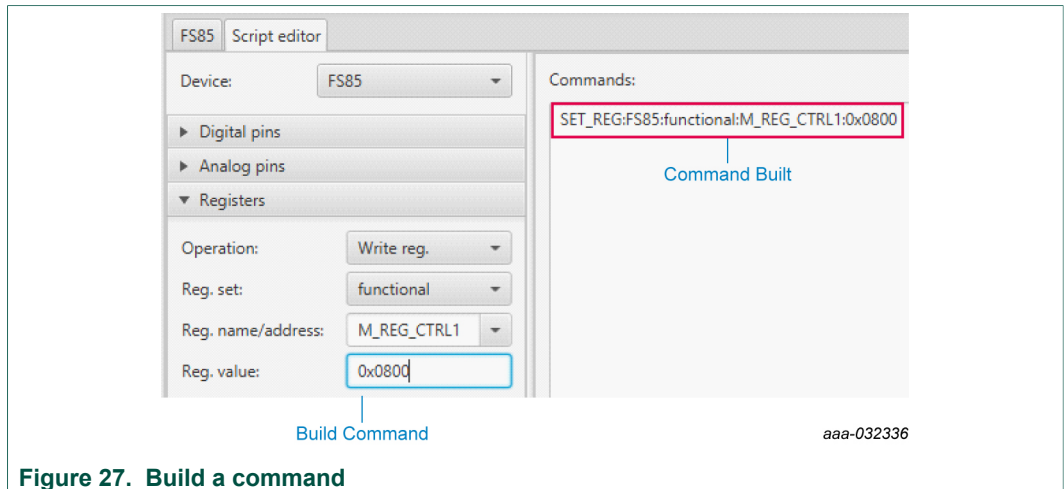 FS85 Script editor
Device: FS85
Digital pins
Analog pins
Registers
Operation: Write reg.
Reg. set: functional
Reg. name/address: M_REG_CTRL1
Reg. value: 0x0800
Build Command
Commands:
SET_REG:FS85:functional:M_REG_CTRL1:0x0800
Command Built
aaa-032336
Figure 27. Build a command